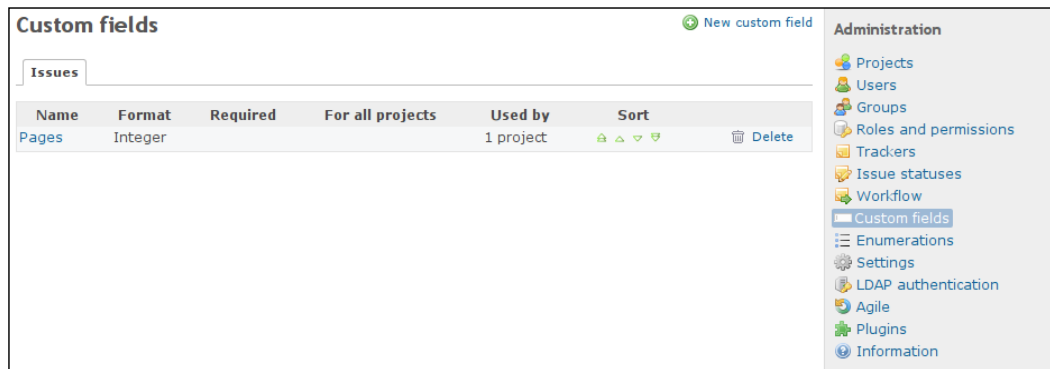 Custom fields
New custom field
Issues
Name Format Required For all projects Used by Sort
Pages Integer 1 project Delete
Administration
Projects
Users
Groups
Roles and permissions
Trackers
Issue statuses
Workflow
Custom fields
Enumerations
Settings
LDAP authentication
Agile
Plugins
Information